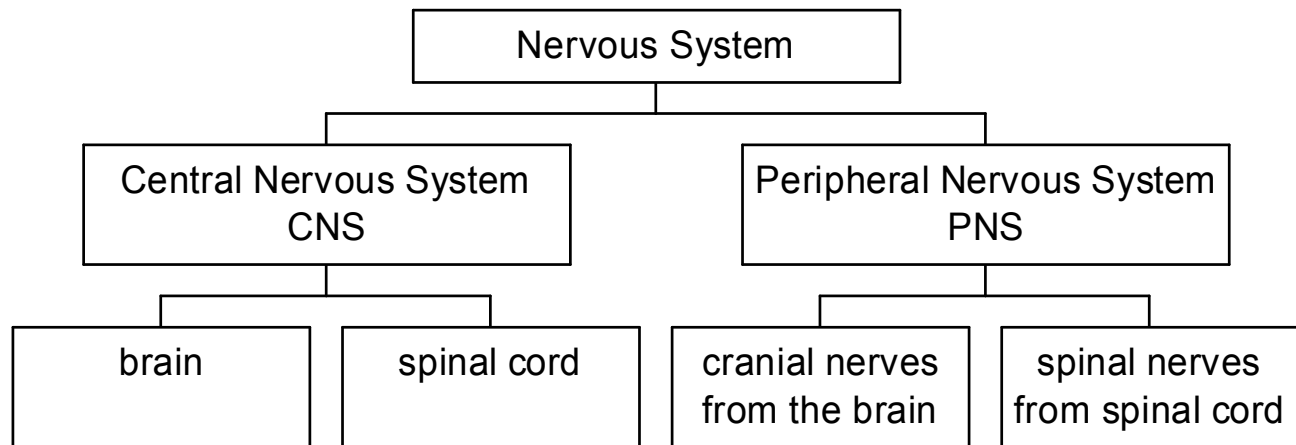 Nervous System
Central Nervous System
CNS
Peripheral Nervous System
PNS
brain
spinal cord
cranial nerves
from the brain
spinal nerves
from spinal cord